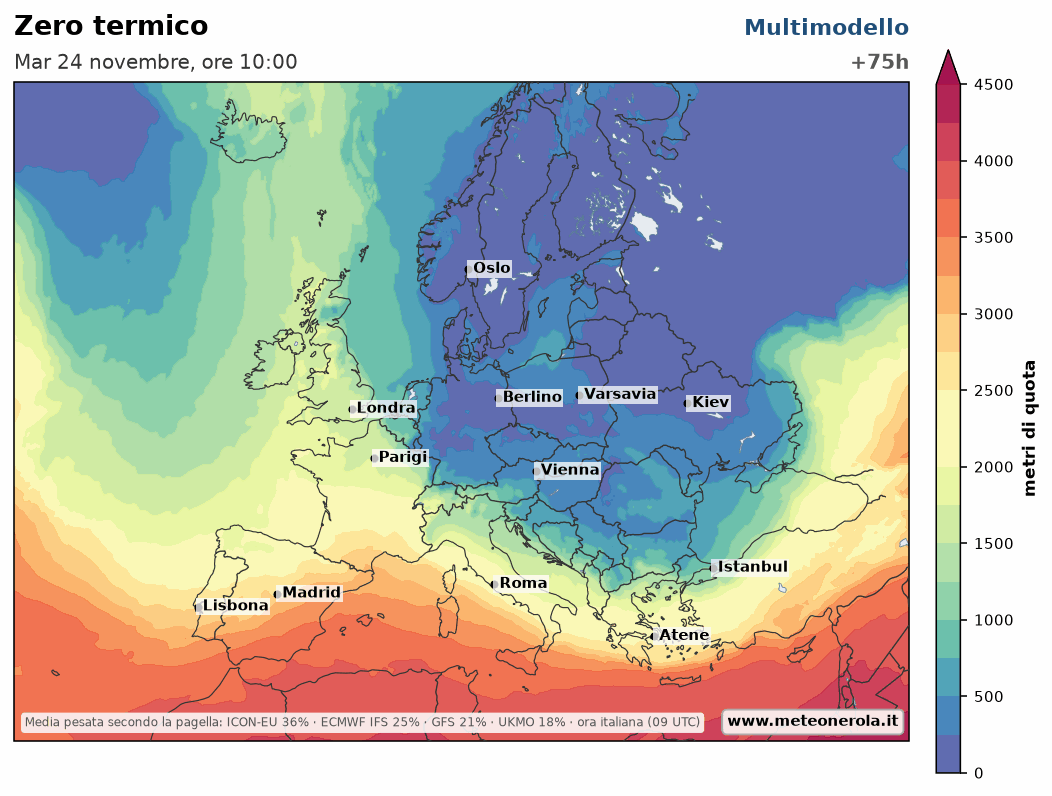 Zero termico
Multimodello
Mar 24 novembre, ore 10:00
+75h
4500
4000
3500
3000
2500
2000
1500
1000
500
0
metri di quota
Oslo
Berlino
Varsavia
Kiev
Londra
Parigi
Vienna
Istanbul
Roma
Madrid
Lisbona
Atene
Media pesata secondo la pagella: ICON-EU 36% · ECMWF IFS 25% · GFS 21% · UKMO 18% · ora italiana (09 UTC)
www.meteonerola.it